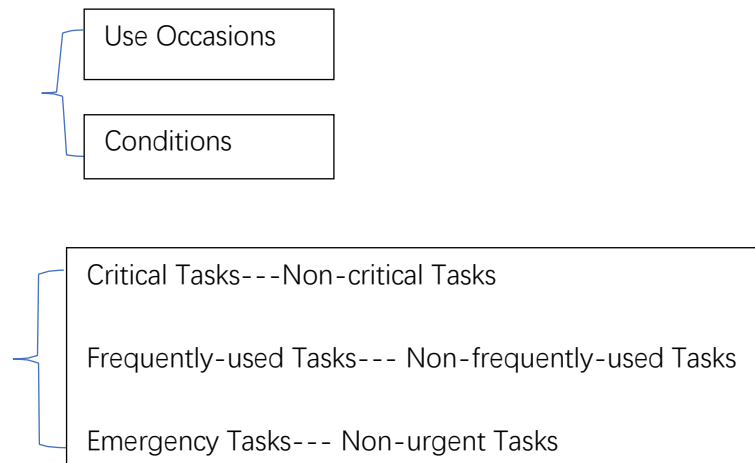 Use Occasions
Conditions
Critical Tasks---Non-critical Tasks
Frequently-used Tasks--- Non-frequently-used Tasks
Emergency Tasks--- Non-urgent Tasks